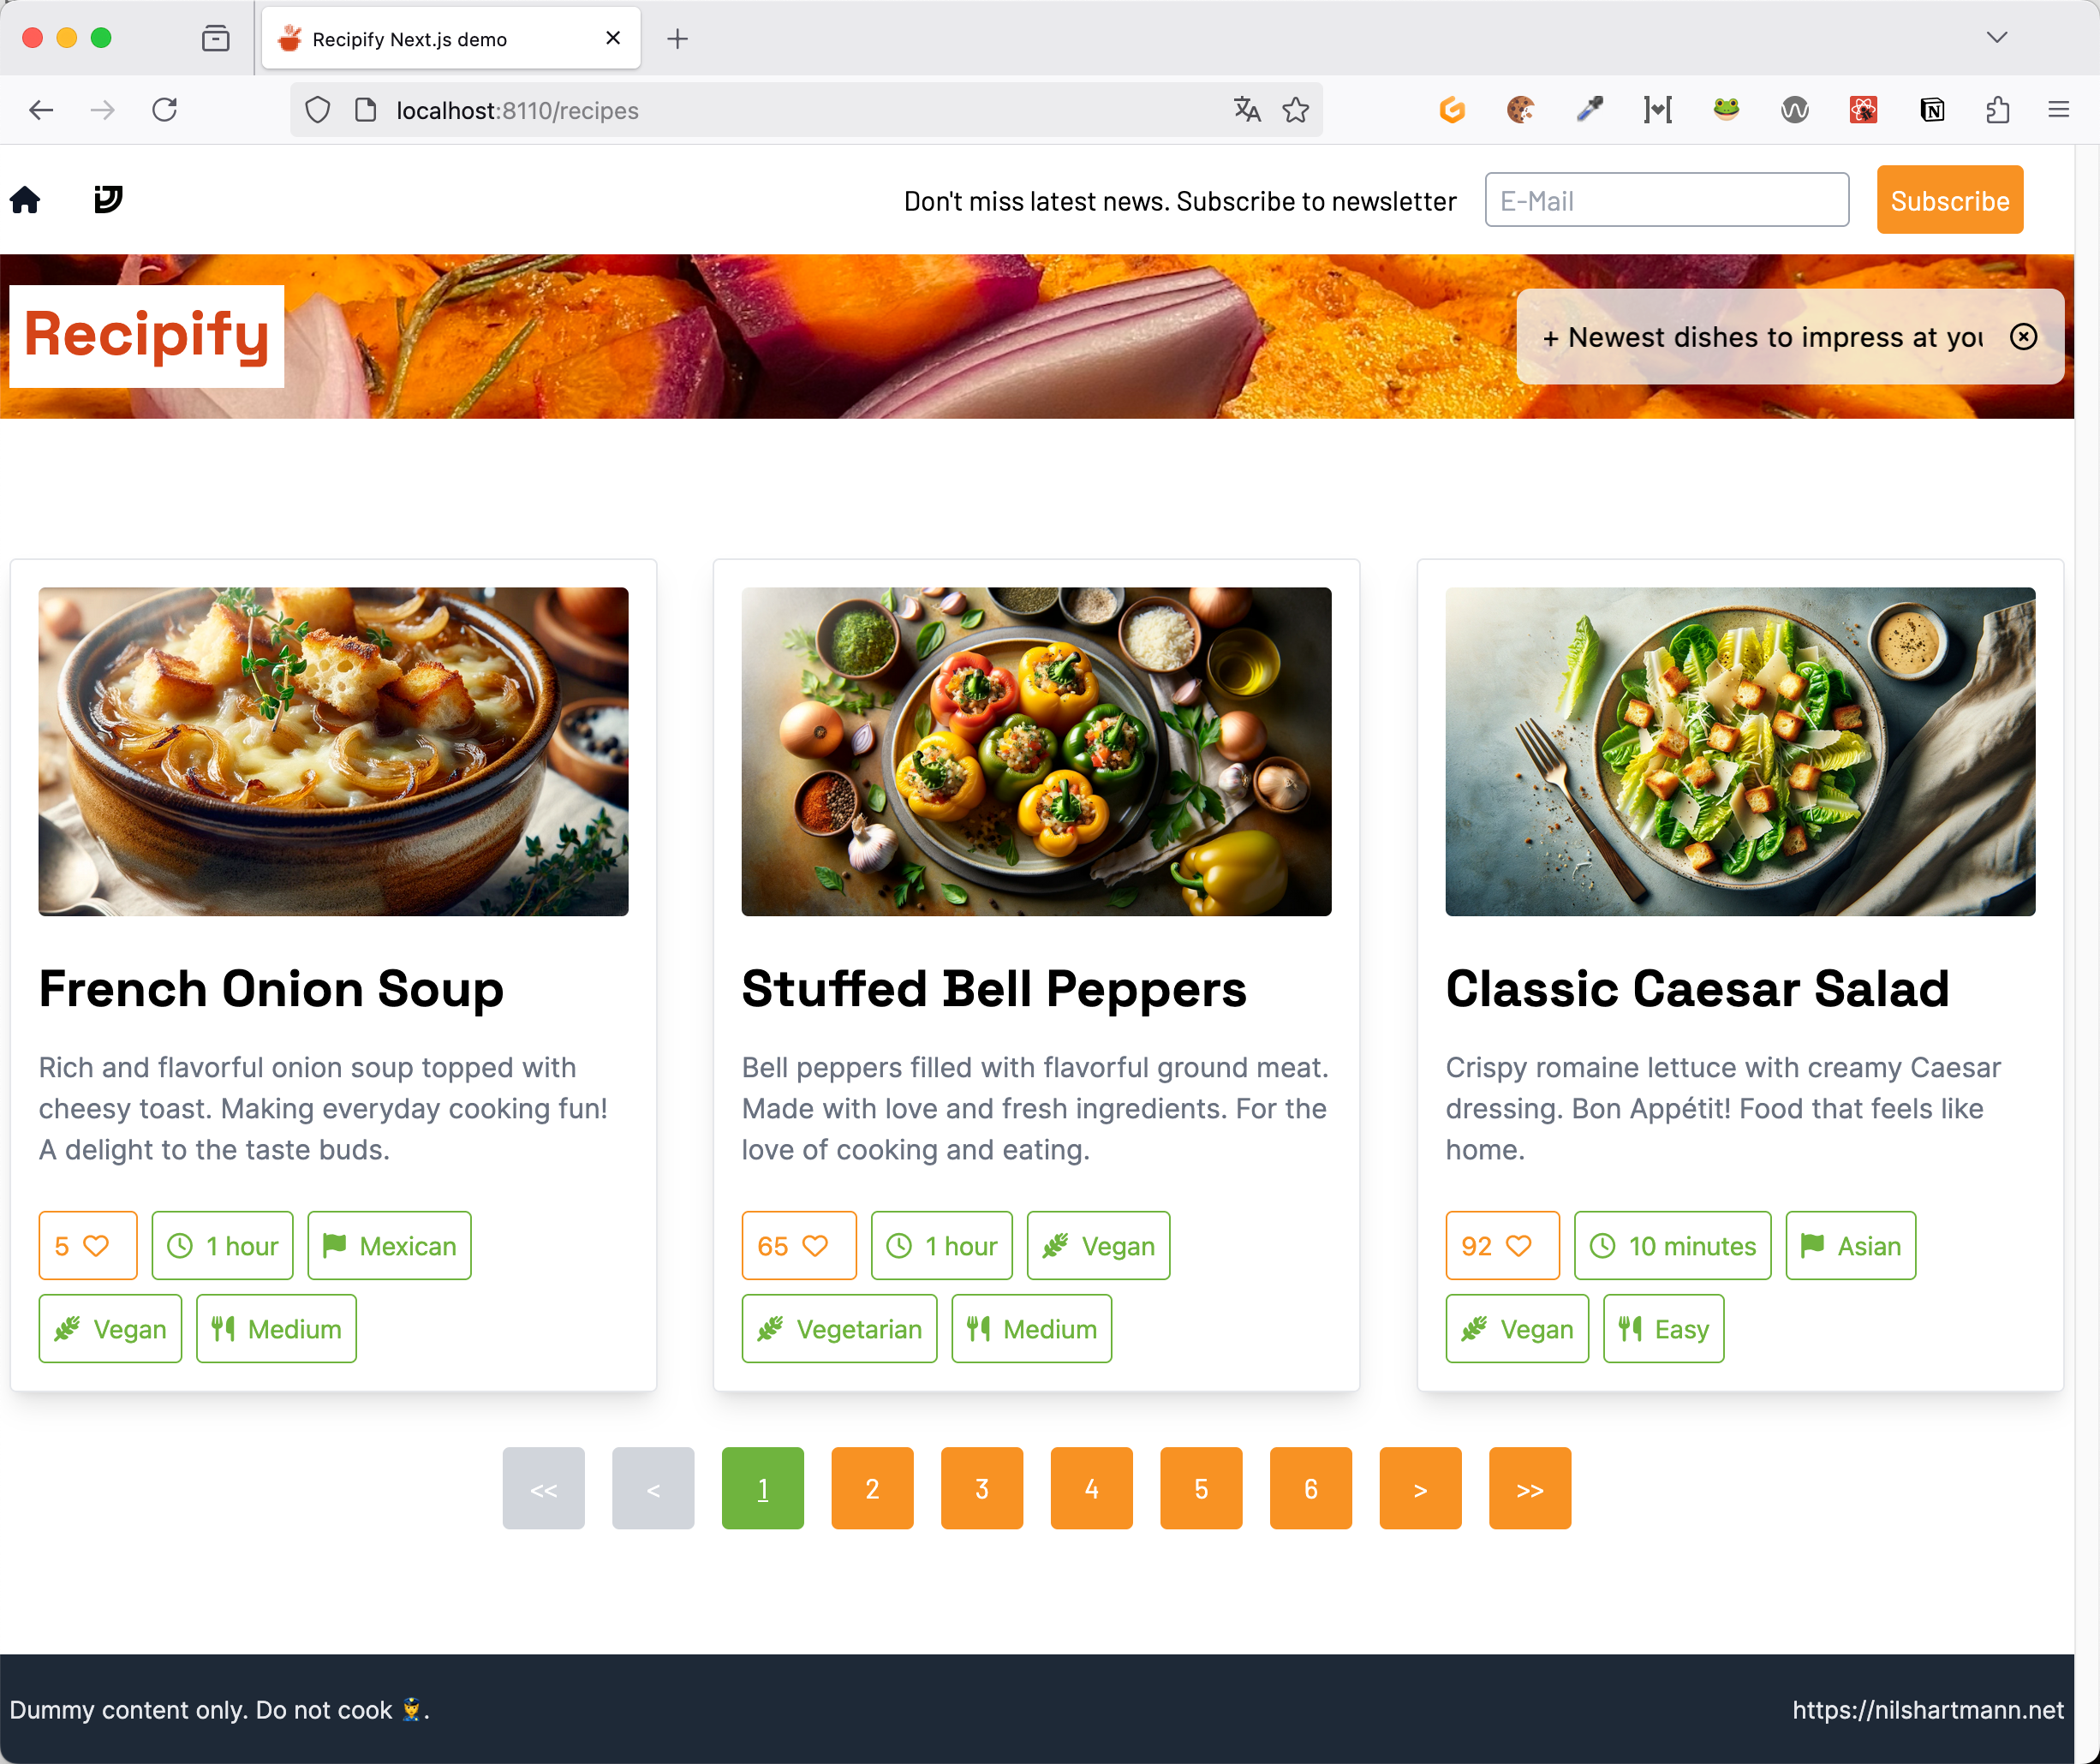 Recipify Next.js demo
localhost:8110/recipes
Don't miss latest news. Subscribe to newsletter
E-Mail
Subscribe
Recipify
+ Newest dishes to impress at you
French Onion Soup
Rich and flavorful onion soup topped with
cheesy toast. Making everyday cooking fun!
A delight to the taste buds.
5
1 hour
Mexican
Vegan
Medium
Stuffed Bell Peppers
Bell peppers filled with flavorful ground meat.
Made with love and fresh ingredients. For the
love of cooking and eating.
65
1 hour
Vegan
Vegetarian
Medium
Classic Caesar Salad
Crispy romaine lettuce with creamy Caesar
dressing. Bon Appétit! Food that feels like
home.
92
10 minutes
Asian
Vegan
Easy
<< < 1 2 3 4 5 6 > >>
Dummy content only. Do not cook 👮.
https://nilshartmann.net